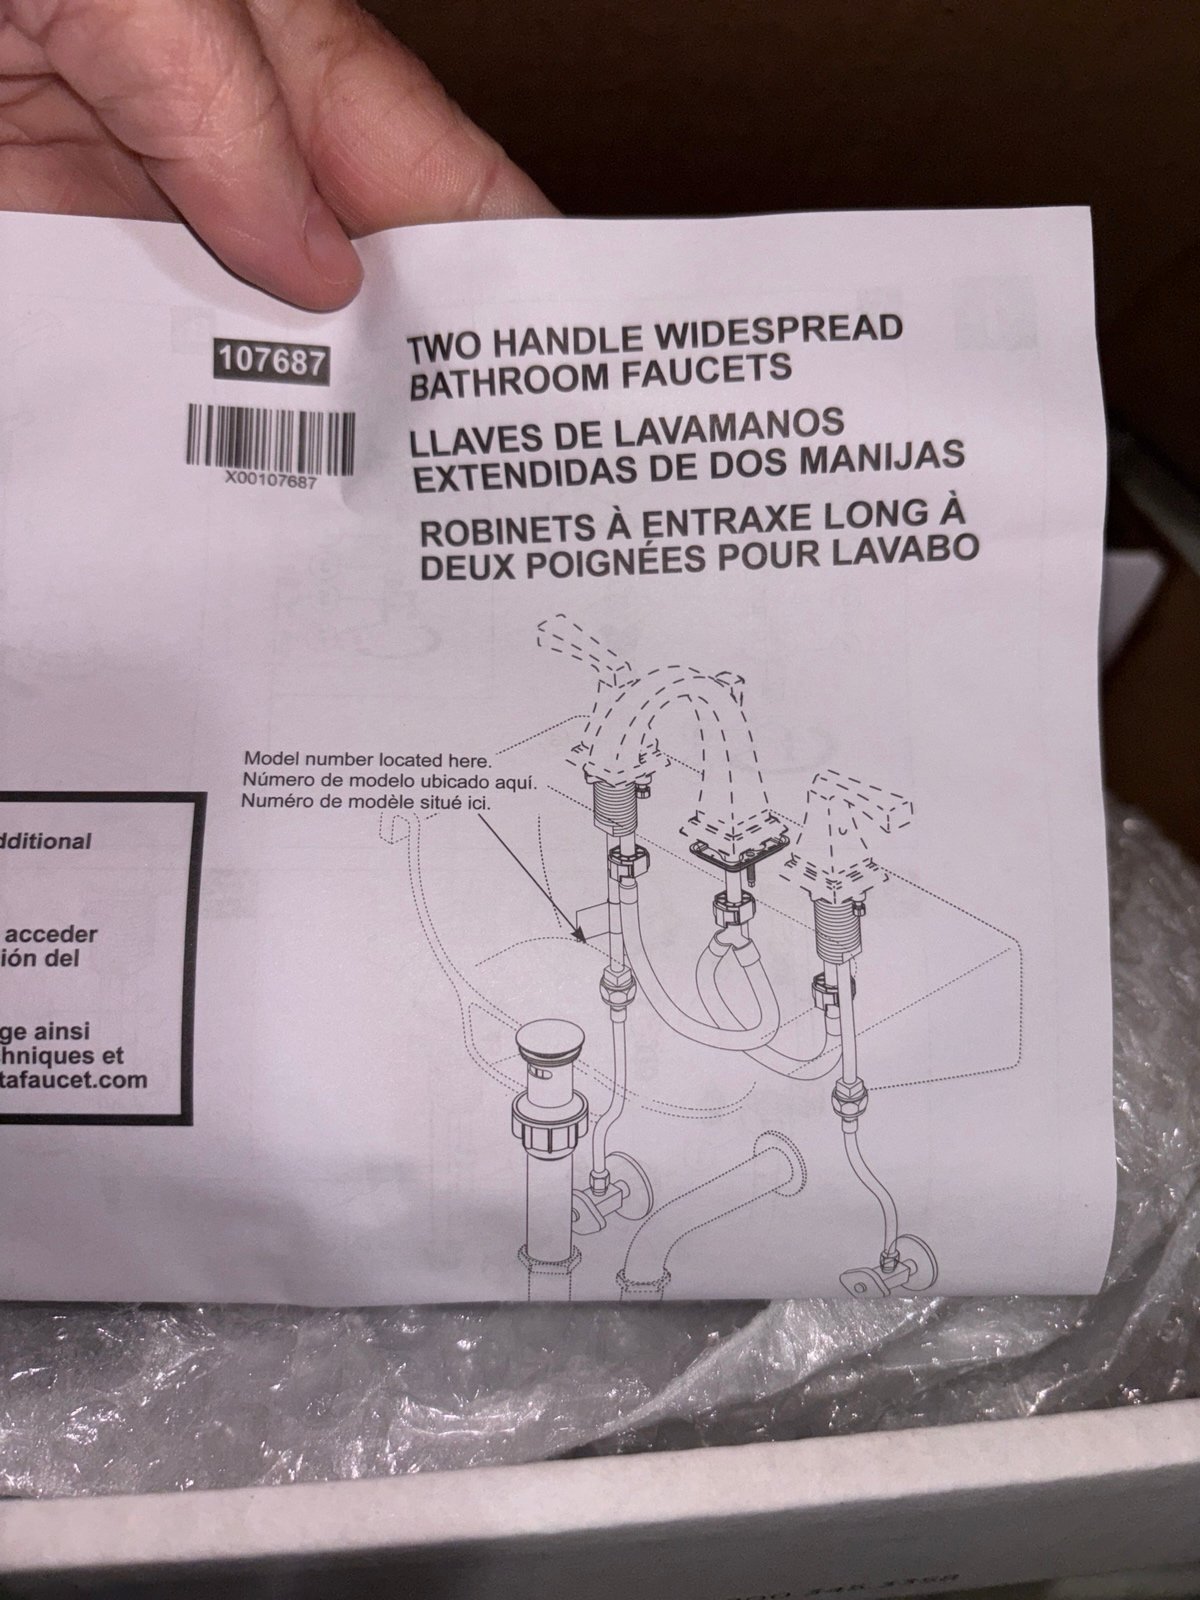 107687
X00107687
TWO HANDLE WIDESPREAD
BATHROOM FAUCETS
LLAVES DE LAVAMANOS
EXTENDIDAS DE DOS MANIJAS
ROBINETS À ENTRAXE LONG À
DEUX POIGNÉES POUR LAVABO
Model number located here.
Número de modelo ubicado aquí.
Numéro de modèle situé ici.
dditional
acceder
ión del
ge ainsi
hniques et
tafaucet.com